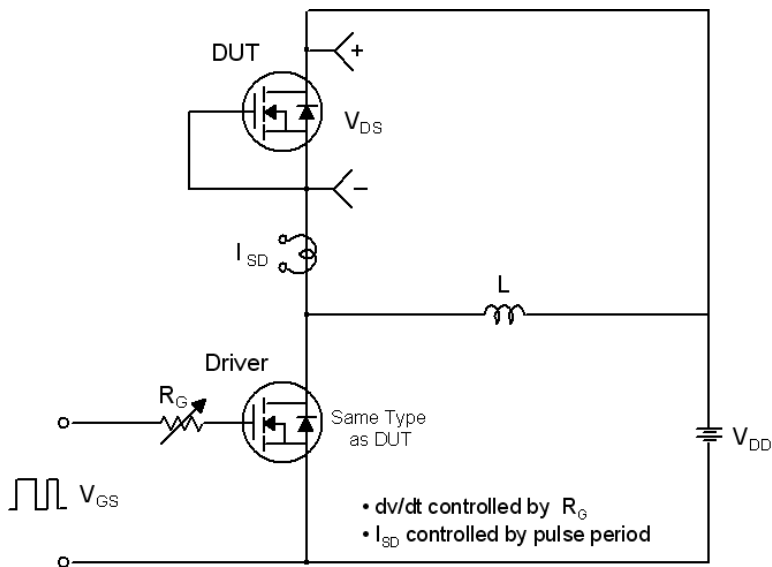 DUT
+
VDS
−
ISD
L
Driver
RG
Same Type
as DUT
VDD
VGS
• dv/dt controlled by RG
• ISD controlled by pulse period